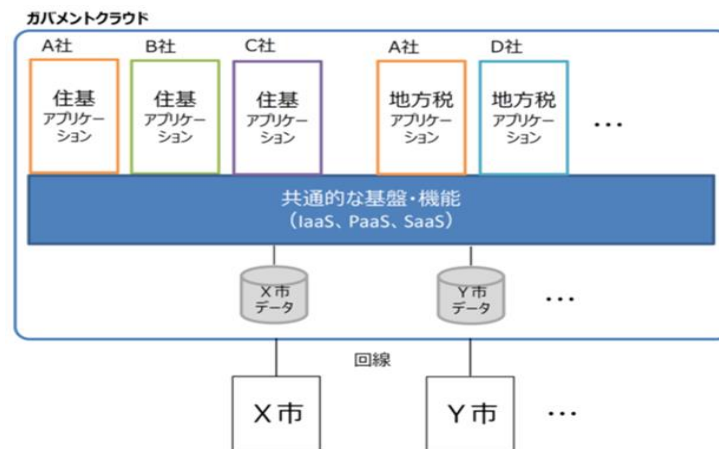 ガバメントクラウド
A社
B社
C社
A社
D社
住基
アプリケー
ション
住基
アプリケー
ション
住基
アプリケー
ション
地方税
アプリケー
ション
地方税
アプリケー
ション
…
共通的な基盤・機能
（IaaS、PaaS、SaaS）
X市
データ
Y市
データ
…
回線
X市
Y市
…